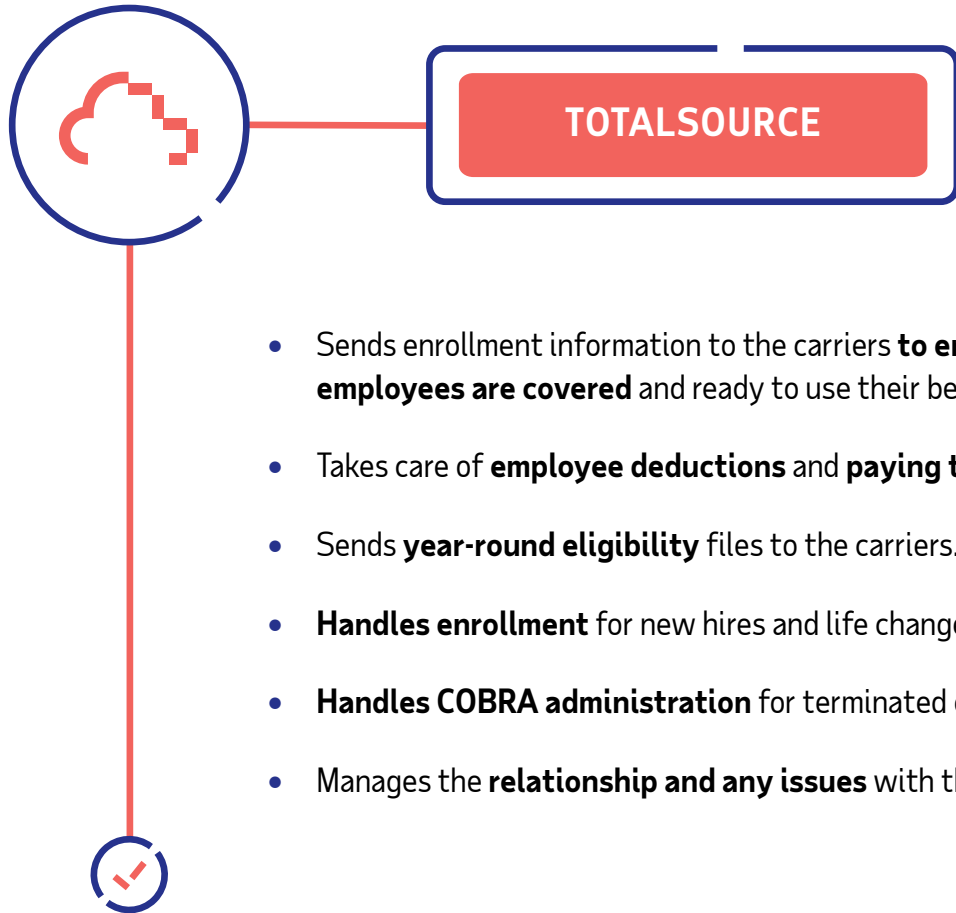 TOTALSOURCE
• Sends enrollment information to the carriers to
employees are covered and ready to use their
• Takes care of employee deductions and paying
• Sends year-round eligibility files to the carriers.
• Handles enrollment for new hires and life
• Handles COBRA administration for terminated
• Manages the relationship and any issues with